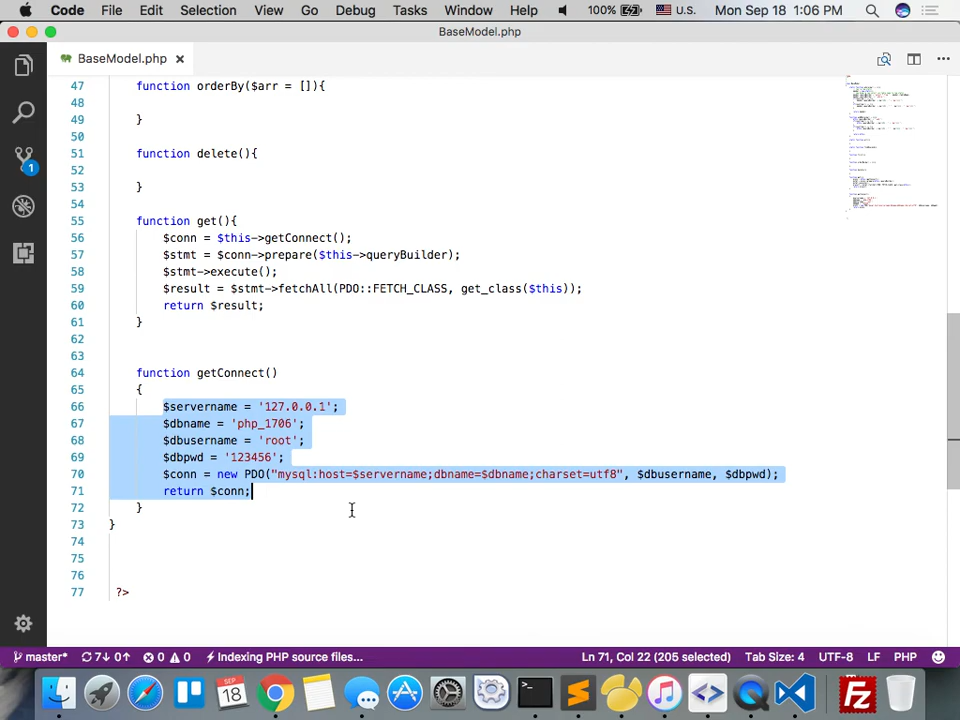 Code File Edit Selection View Go Debug Tasks Window Help 100% U.S. Mon Sep 18 1:06 PM
BaseModel.php
BaseModel.php
47 function orderBy($arr = []){
48
49 }
50
51 function delete(){
52
53 }
54
55 function get(){
56 $conn = $this->getConnect();
57 $stmt = $conn->prepare($this->queryBuilder);
58 $stmt->execute();
59 $result = $stmt->fetchAll(PDO::FETCH_CLASS, get_class($this));
60 return $result;
61 }
62
63
64 function getConnect()
65 {
66 $servername = '127.0.0.1';
67 $dbname = 'php_1706';
68 $dbusername = 'root';
69 $dbpwd = '123456';
70 $conn = new PDO("mysql:host=$servername;dbname=$dbname;charset=utf8", $dbusername, $dbpwd);
71 return $conn;
72 }
73 }
74
75
76
77 ?>
1
master* 7↓ 0↑ 0 0 Indexing PHP source files... Ln 71, Col 22 (205 selected) Tab Size: 4 UTF-8 LF PHP
SEP
18